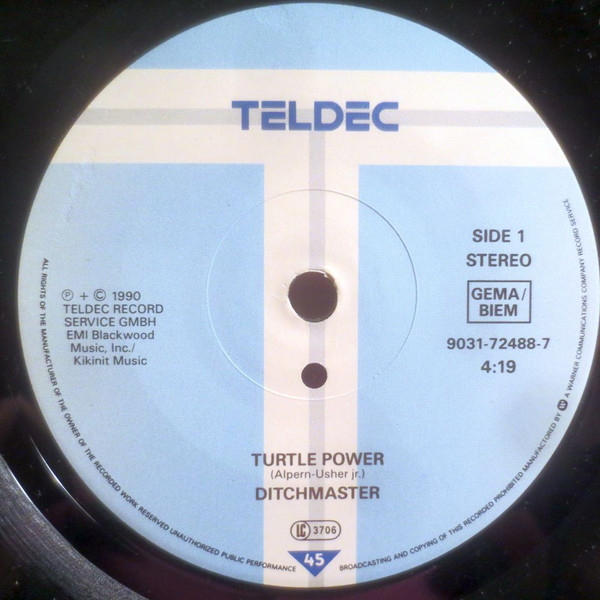 TELDEC
SIDE 1
STEREO
GEMA/
BIEM
9031-72488-7
4:19
℗ + © 1990
TELDEC RECORD
SERVICE GMBH
EMI Blackwood
Music, Inc./
Kikinit Music
TURTLE POWER
(Alpern-Usher jr.)
DITCHMASTER
LC 3706
45
ALL RIGHTS OF THE MANUFACTURER OF THE OWNER OF THE RECORDED WORK RESERVED UNAUTHORIZED PUBLIC PERFORMANCE BROADCASTING AND COPYING OF THIS RECORD PROHIBITED MANUFACTURED BY W A WARNER COMMUNICATIONS COMPANY RECORD SERVICE